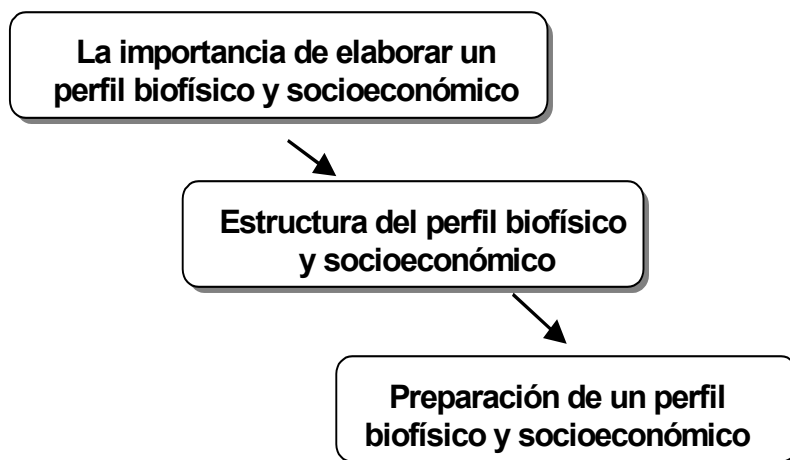 La importancia de elaborar un
perfil biofísico y socioeconómico
Estructura del perfil biofísico
y socioeconómico
Preparación de un perfil
biofísico y socioeconómico